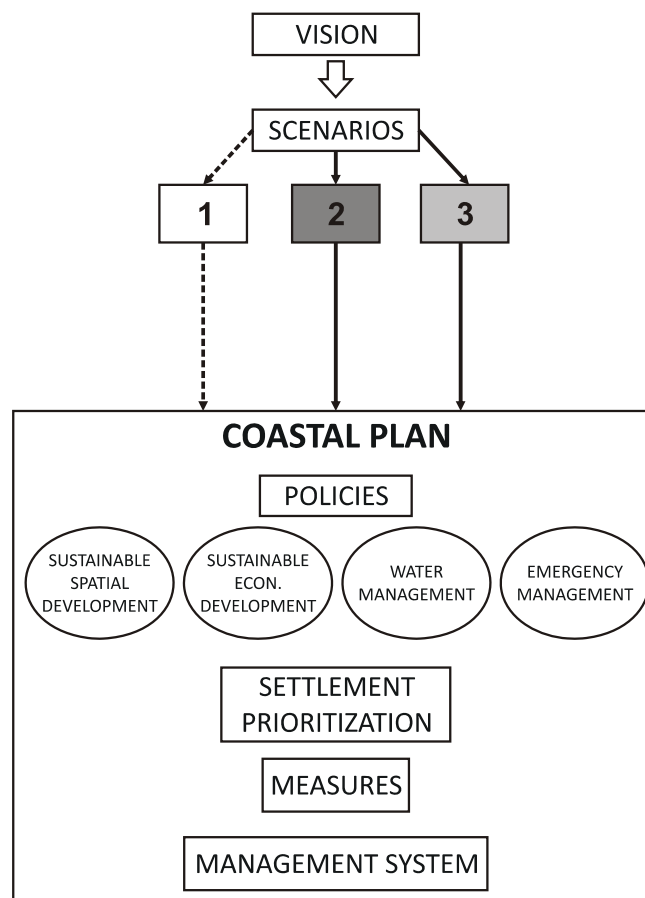 VISION
SCENARIOS
1
2
3
COASTAL PLAN
POLICIES
SUSTAINABLE
SPATIAL
DEVELOPMENT
SUSTAINABLE
ECON.
DEVELOPMENT
WATER
MANAGEMENT
EMERGENCY
MANAGEMENT
SETTLEMENT
PRIORITIZATION
MEASURES
MANAGEMENT SYSTEM